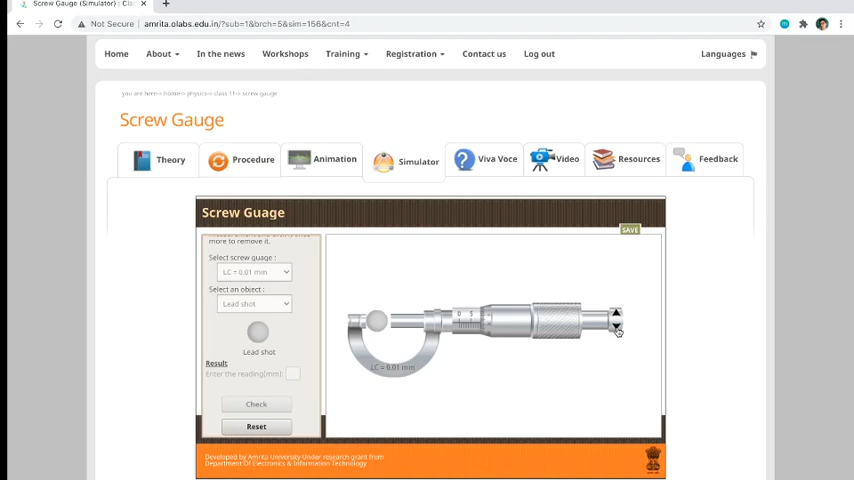 Screw Gauge (Simulator) : Cla
Not Secure | amrita.olabs.edu.in/?sub=1&brch=5&sim=156&cnt=4
Home About In the news Workshops Training Registration Contact us Log out Languages
you are here-> home-> physics-> class 11-> screw gauge
Screw Gauge
Theory Procedure Animation Simulator Viva Voce Video Resources Feedback
Screw Guage
SAVE
more to remove it.
Select screw guage :
LC = 0.01 mm
Select an object :
Lead shot
Lead shot
Result
Enter the reading(mm):
Check
Reset
0 5
LC = 0.01 mm
Developed by Amrita University Under research grant from
Department Of Electronics & Information Technology